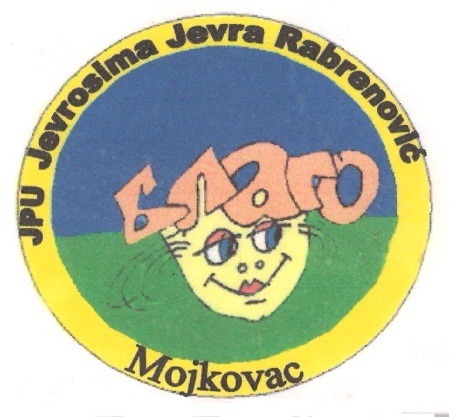 JPU Jevrosima Jevra Rabrenović
Благо
Mojkovac